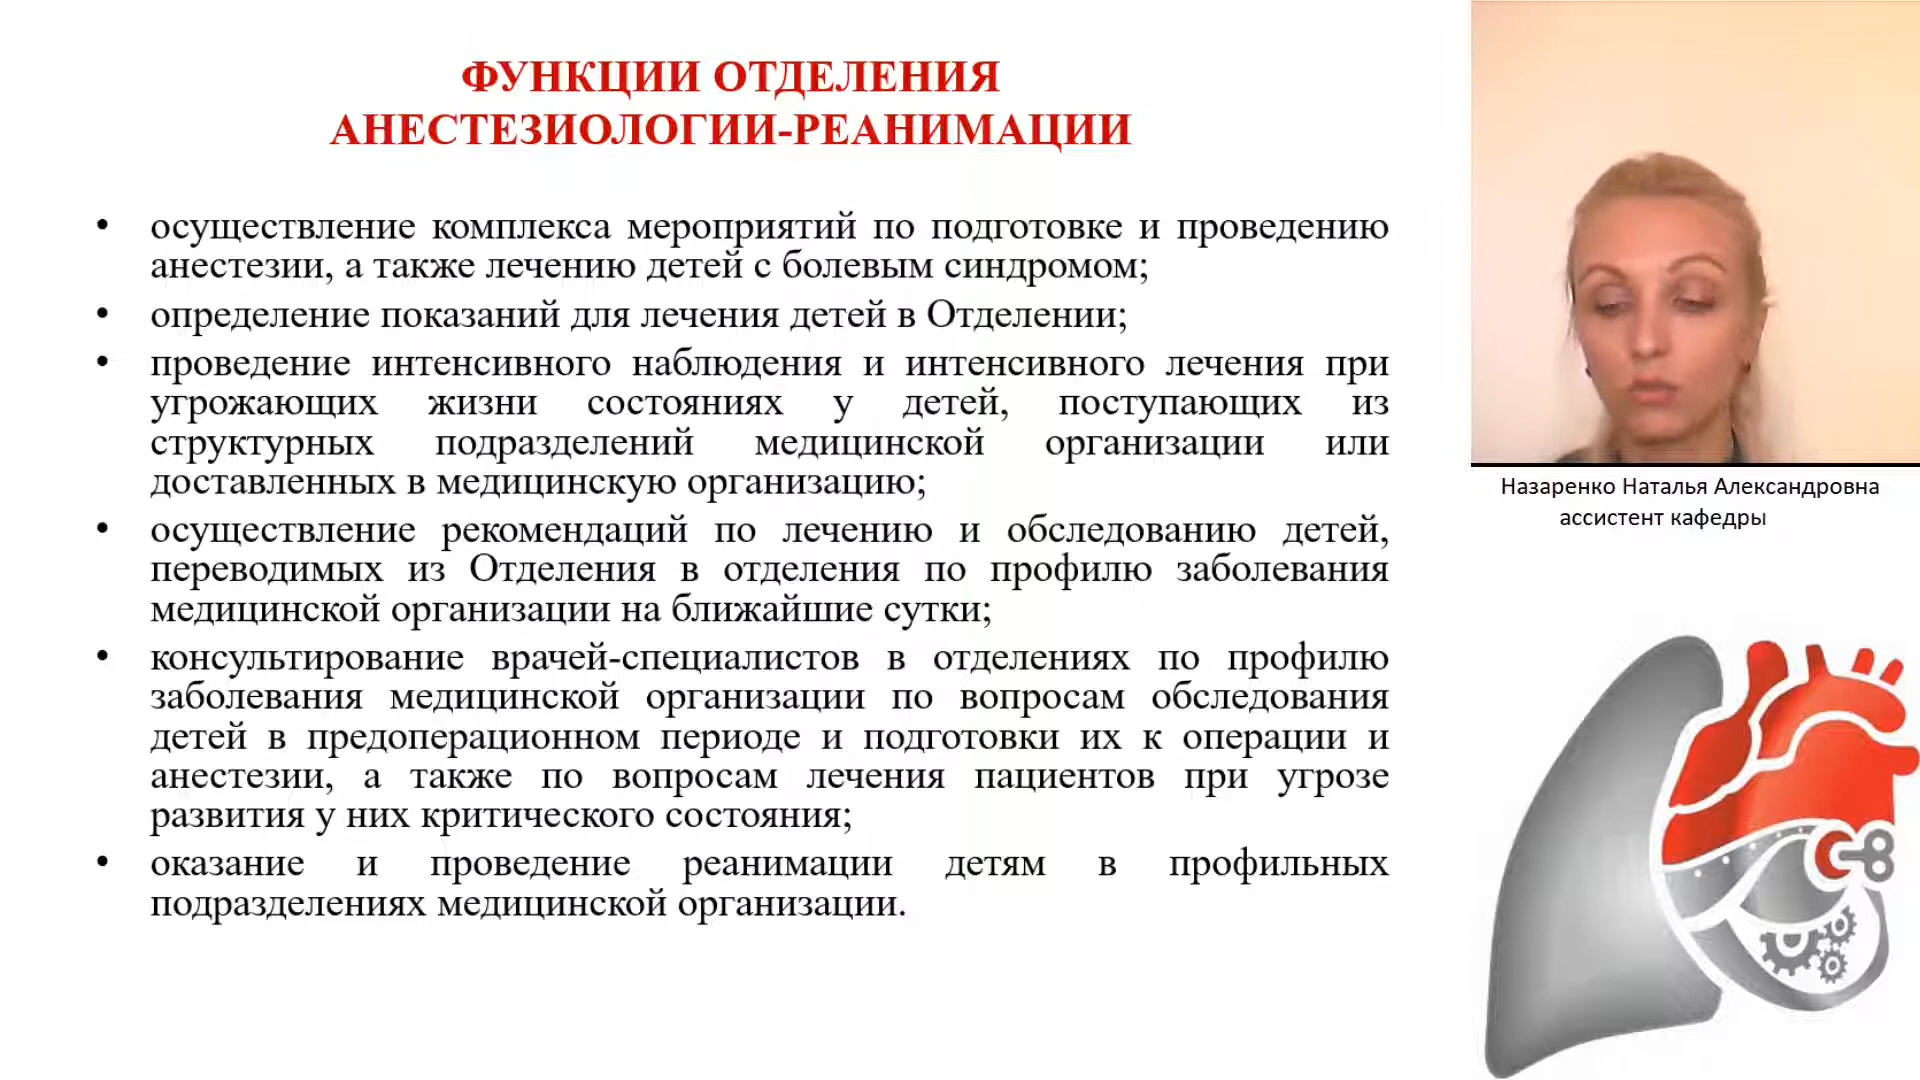 ФУНКЦИИ ОТДЕЛЕНИЯ
АНЕСТЕЗИОЛОГИИ-РЕАНИМАЦИИ
• осуществление комплекса мероприятий по подготовке и проведению
анестезии, а также лечению детей с болевым синдромом;
• определение показаний для лечения детей в Отделении;
• проведение интенсивного наблюдения и интенсивного лечения при
угрожающих жизни состояниях у детей, поступающих из
структурных подразделений медицинской организации или
доставленных в медицинскую организацию;
• осуществление рекомендаций по лечению и обследованию детей,
переводимых из Отделения в отделения по профилю заболевания
медицинской организации на ближайшие сутки;
• консультирование врачей-специалистов в отделениях по профилю
заболевания медицинской организации по вопросам обследования
детей в предоперационном периоде и подготовки их к операции и
анестезии, а также по вопросам лечения пациентов при угрозе
развития у них критического состояния;
• оказание и проведение реанимации детям в профильных
подразделениях медицинской организации.
Назаренко Наталья Александровна
ассистент кафедры